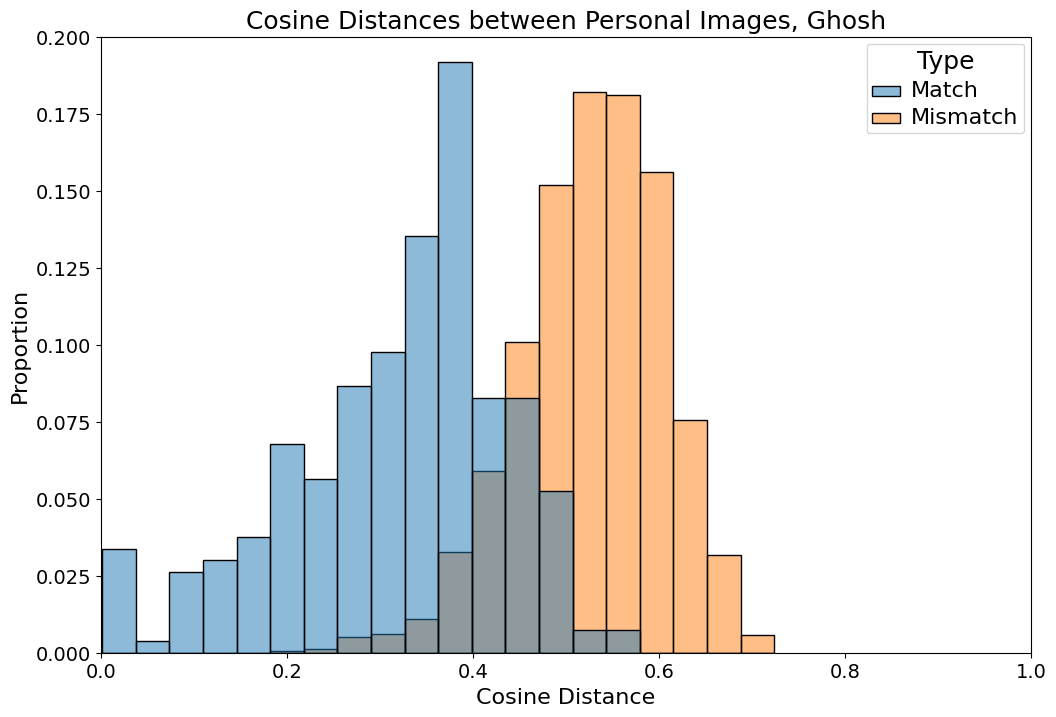 Cosine Distances between Personal Images, Ghosh
Proportion
0.200
0.175
0.150
0.125
0.100
0.075
0.050
0.025
0.000
Type
Match
Mismatch
0.0 0.2 0.4 0.6 0.8 1.0
Cosine Distance